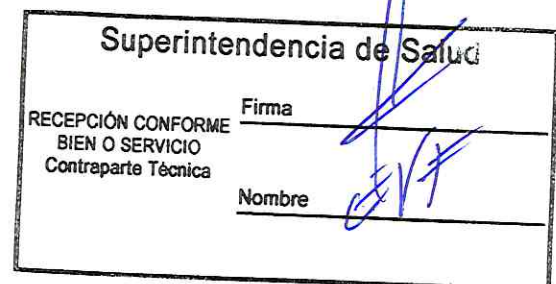 Superintendencia de Salud
Firma
RECEPCIÓN CONFORME
BIEN O SERVICIO
Contraparte Técnica
Nombre